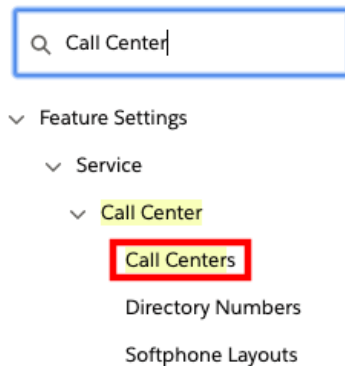 Call Center
Feature Settings
Service
Call Center
Call Centers
Directory Numbers
Softphone Layouts